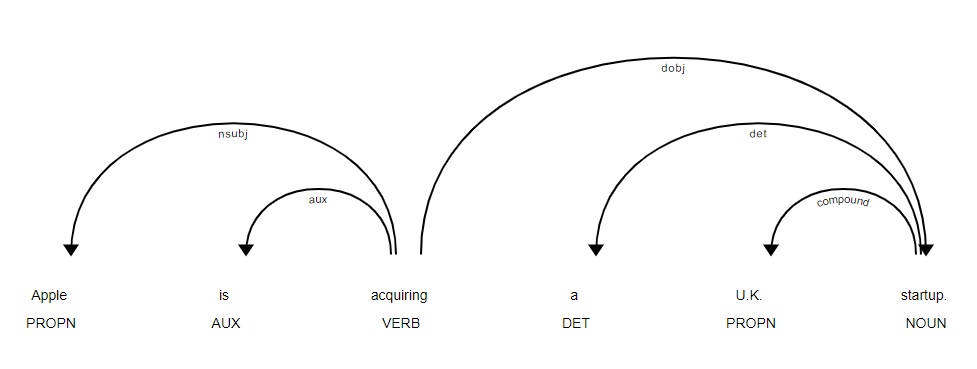 dobj
nsubj det
aux compound
Apple is acquiring a U.K. startup.
PROPN AUX VERB DET PROPN NOUN